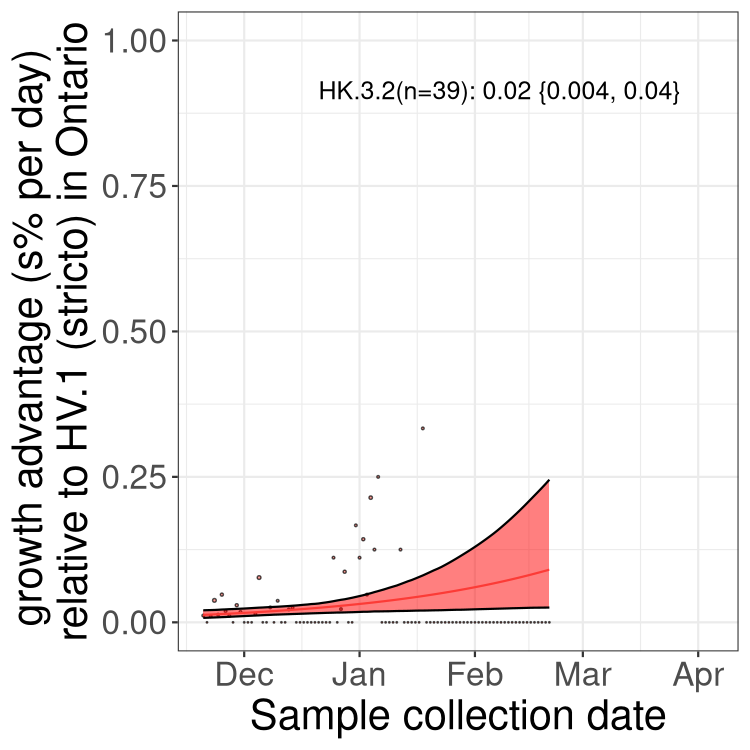 growth advantage (s% per day)
relative to HV.1 (stricto) in Ontario
1.00
0.75
0.50
0.25
0.00
HK.3.2(n=39): 0.02 {0.004, 0.04}
Dec Jan Feb Mar Apr
Sample collection date